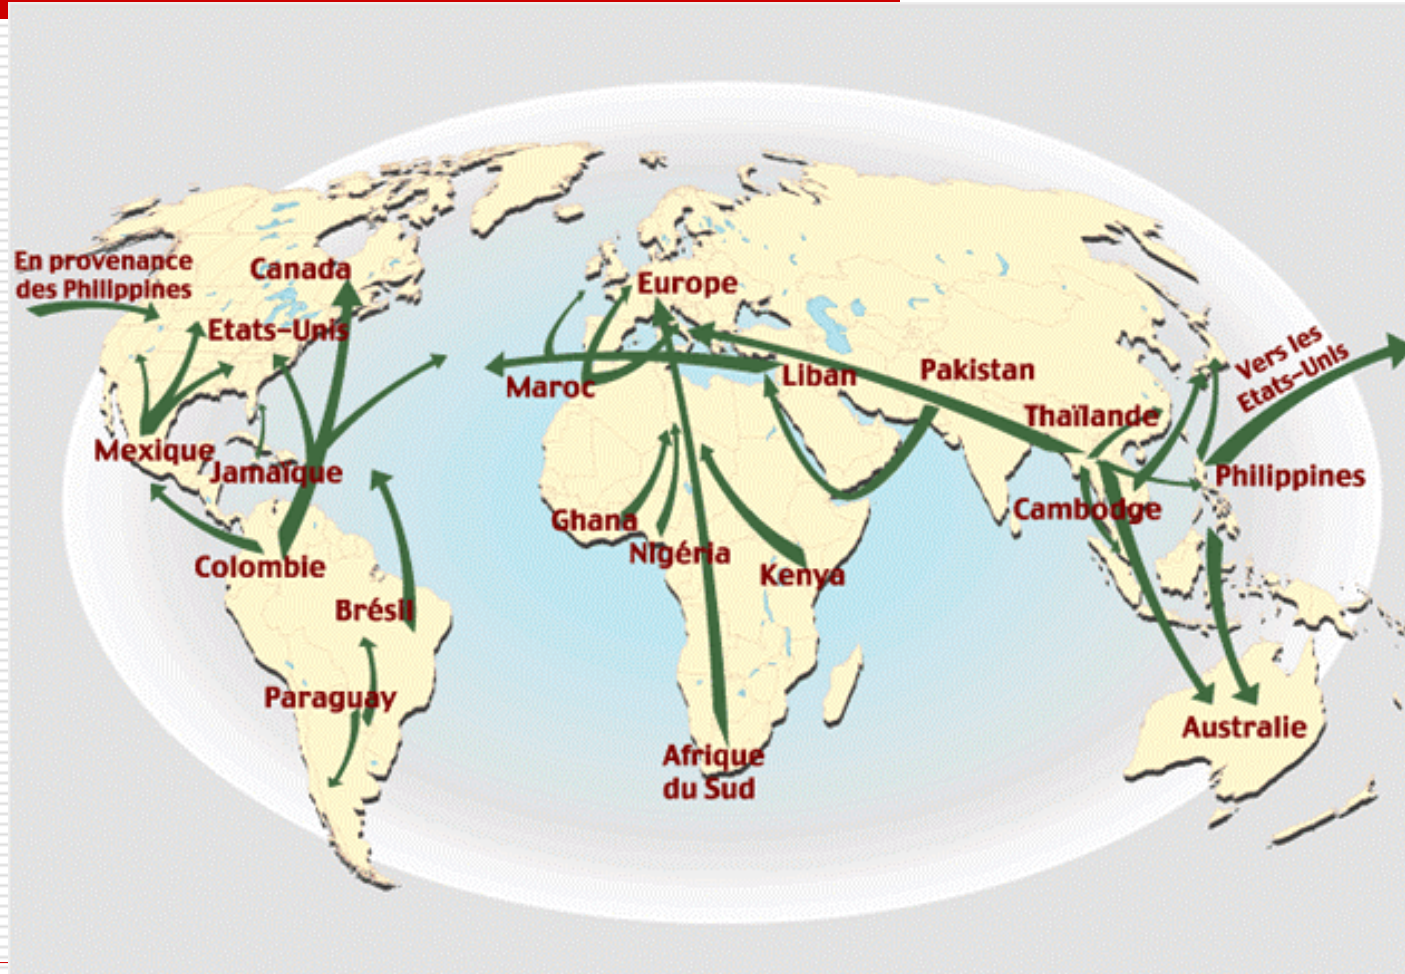 En provenance
des Philippines
Canada
Etats-Unis
Mexique
Jamaïque
Colombie
Brésil
Paraguay
Europe
Maroc
Liban
Pakistan
Thaïlande
Vers les
Etats-Unis
Philippines
Cambodge
Ghana
Nigéria
Kenya
Afrique
du Sud
Australie